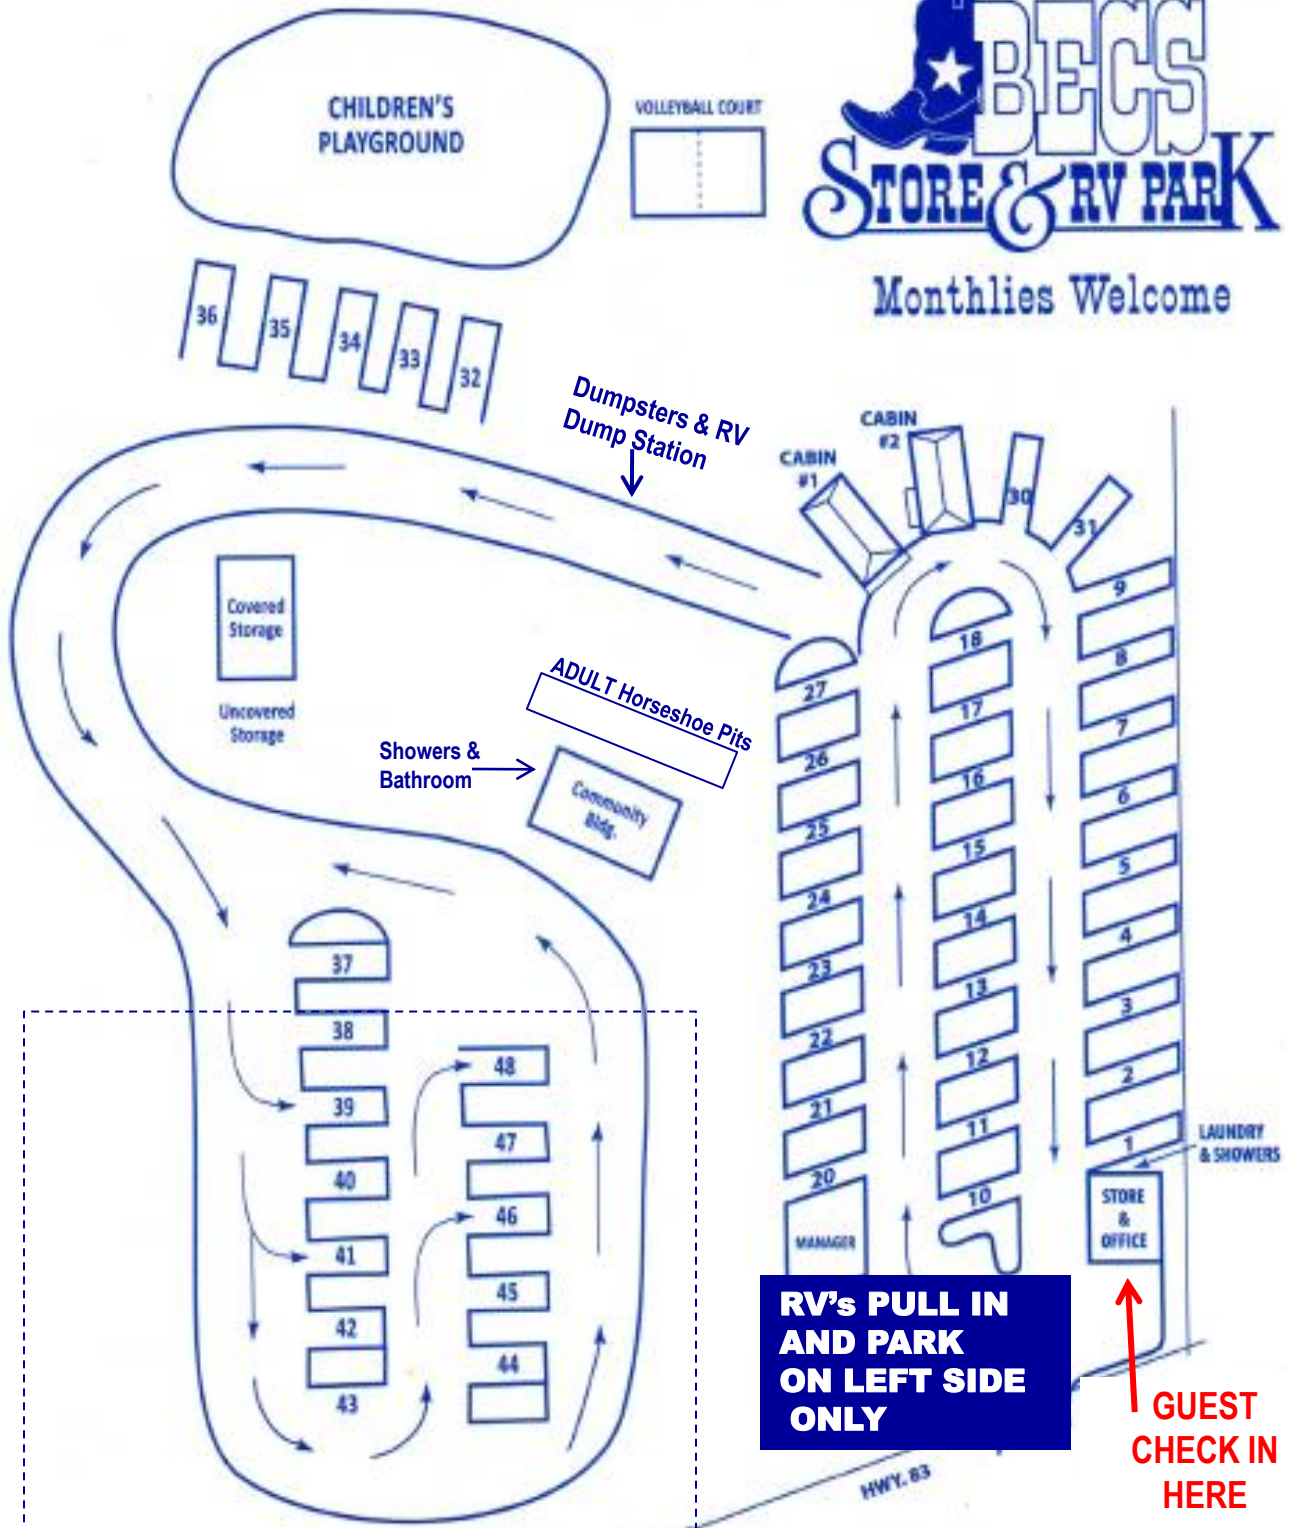 BECS
STORE & RV PARK
Monthlies Welcome
CHILDREN'S
PLAYGROUND
VOLLEYBALL COURT
36
35
34
33
32
Dumpsters & RV
Dump Station
CABIN
#1
CABIN
#2
30
31
Covered
Storage
Uncovered
Storage
ADULT Horseshoe Pits
Showers &
Bathroom
Community
Bldg.
27
26
25
24
23
22
21
20
MANAGER
18
17
16
15
14
13
12
11
10
9
8
7
6
5
4
3
2
1
LAUNDRY
& SHOWERS
STORE
&
OFFICE
37
38
39
40
41
42
43
48
47
46
45
44
RV's PULL IN
AND PARK
ON LEFT SIDE
ONLY
HWY. 83
GUEST
CHECK IN
HERE